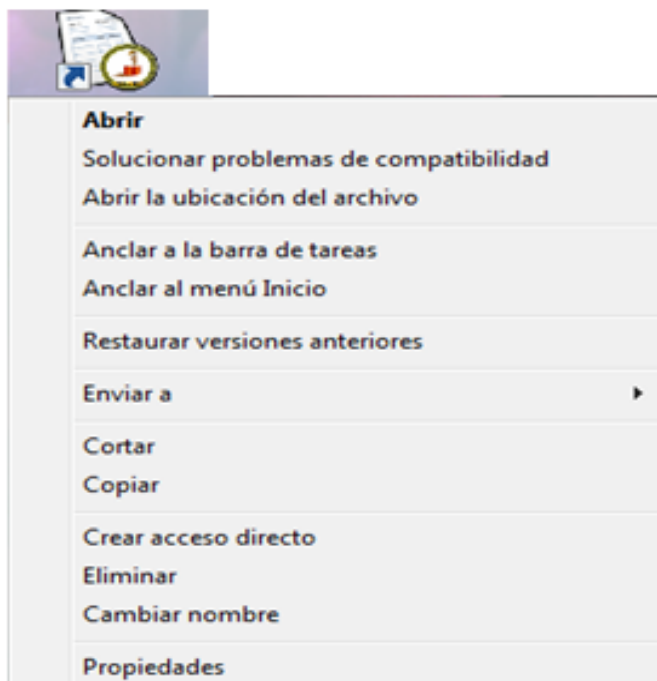 Abrir
Solucionar problemas de compatibilidad
Abrir la ubicación del archivo
Anclar a la barra de tareas
Anclar al menú Inicio
Restaurar versiones anteriores
Enviar a
Cortar
Copiar
Crear acceso directo
Eliminar
Cambiar nombre
Propiedades